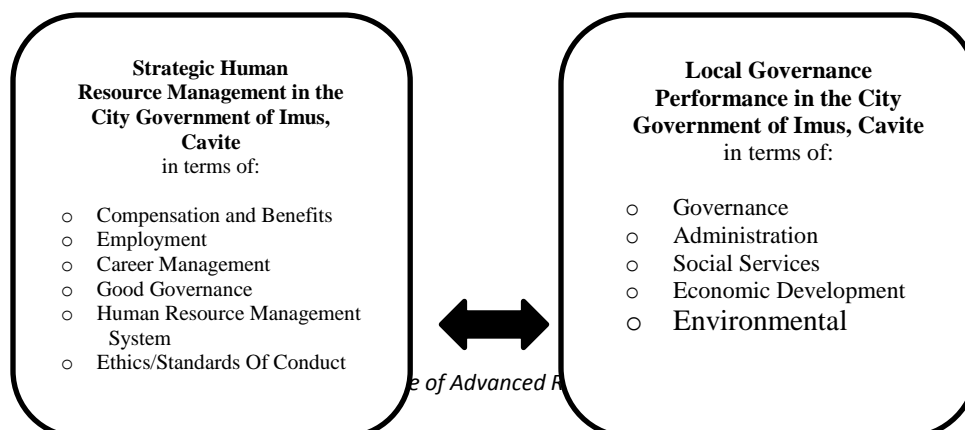 Strategic Human
Resource Management in the
City Government of Imus,
Cavite
in terms of:
o Compensation and Benefits
o Employment
o Career Management
o Good Governance
o Human Resource Management
System
o Ethics/Standards Of Conduct
Local Governance
Performance in the City
Government of Imus, Cavite
in terms of:
o Governance
o Administration
o Social Services
o Economic Development
o Environmental
of Advanced